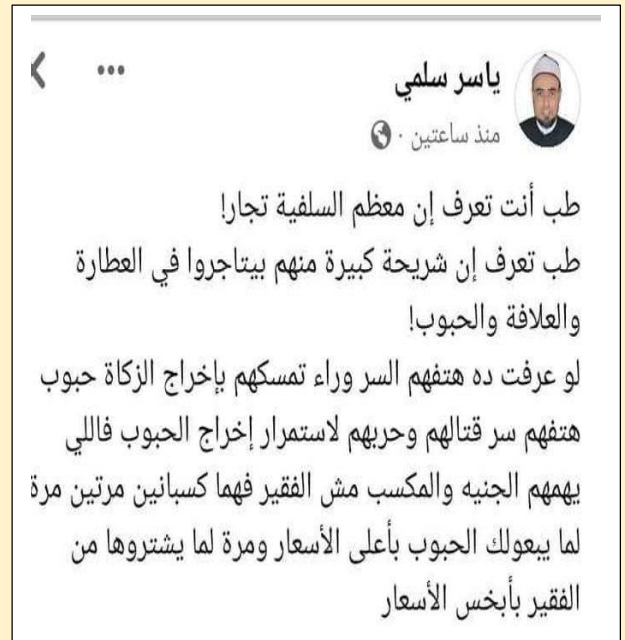 ياسر سلمي
منذ ساعتين ·
طب أنت تعرف إن معظم السلفية تجار!
طب تعرف إن شريحة كبيرة منهم بيتاجروا في العطارة
والعلافة والحبوب!
لو عرفت ده هتفهم السر وراء تمسكهم بإخراج الزكاة حبوب
هتفهم سر قتالهم وحربهم لاستمرار إخراج الحبوب فاللي
يهمهم الجنيه والمكسب مش الفقير فهما كسبانين مرتين مرة
لما يبعولك الحبوب بأعلى الأسعار ومرة لما يشتروها من
الفقير بأبخس الأسعار